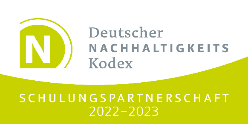 N
Deutscher
NACHHALTIGKEITS
Kodex
SCHULUNGSPARTNERSCHAFT
2022–2023